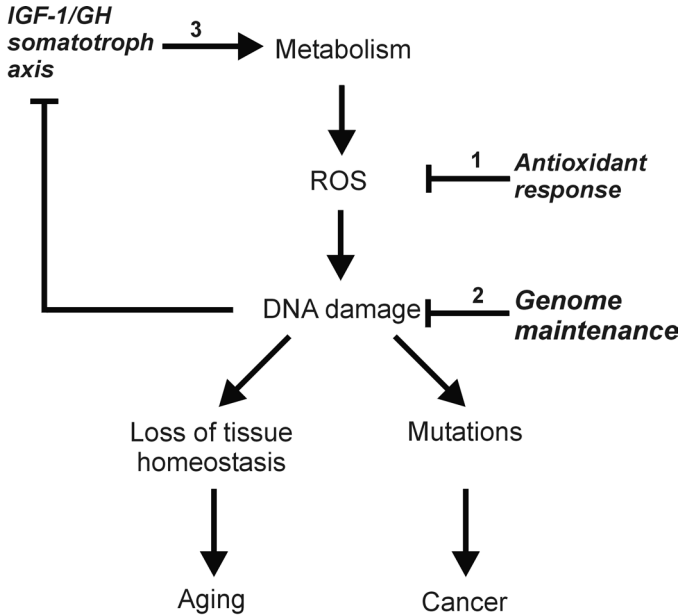 IGF-1/GH
somatotroph
axis
3
Metabolism
ROS
1
Antioxidant
response
DNA damage
2
Genome
maintenance
Loss of tissue
homeostasis
Mutations
Aging
Cancer